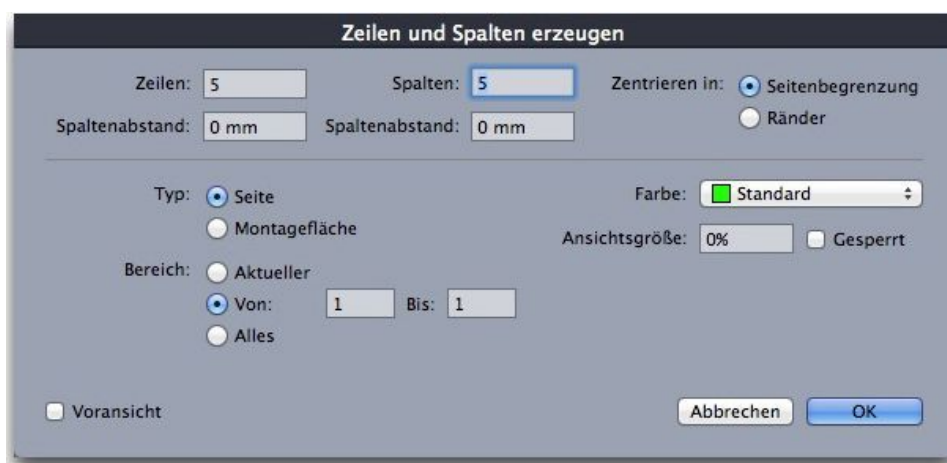 Zeilen und Spalten erzeugen
Zeilen: 5 Spalten: 5 Zentrieren in: Seitenbegrenzung
Spaltenabstand: 0 mm Spaltenabstand: 0 mm Ränder
Typ: Seite Farbe: Standard
Montagefläche Ansichtsgröße: 0% Gesperrt
Bereich: Aktueller
Von: 1 Bis: 1
Alles
Voransicht Abbrechen OK